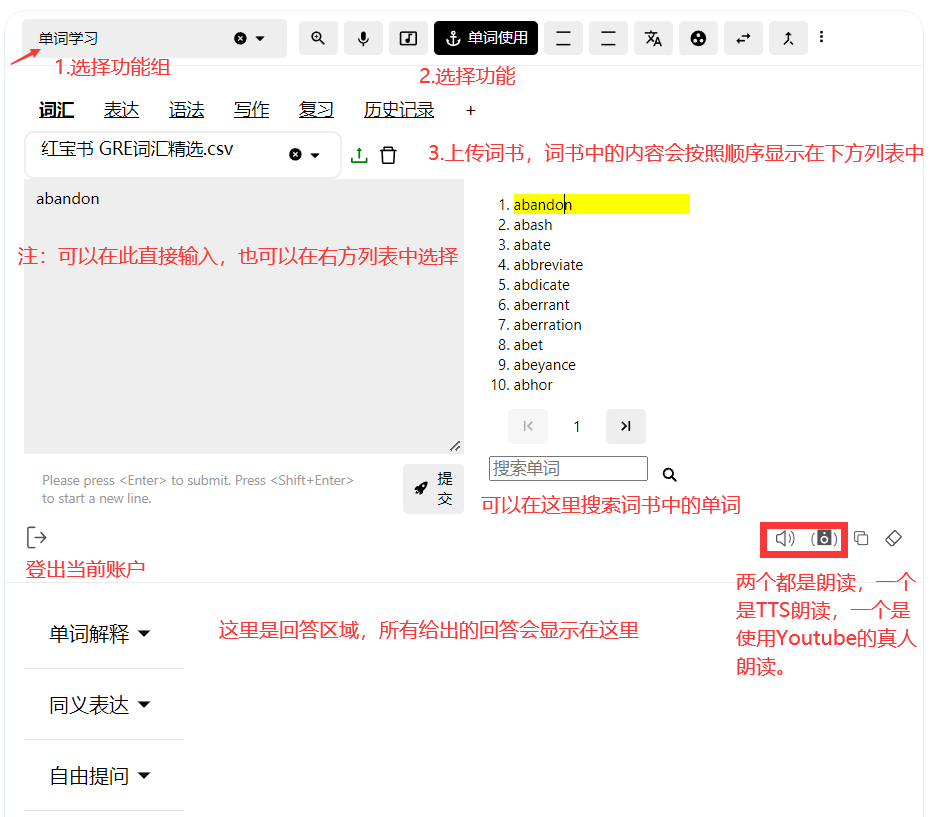 单词学习
单词使用
1.选择功能组
2.选择功能
词汇 表达 语法 写作 复习 历史记录 +
红宝书 GRE词汇精选.csv
3.上传词书，词书中的内容会按照顺序显示在下方列表中
abandon
注：可以在此直接输入，也可以在右方列表中选择
1. abandon
2. abash
3. abate
4. abbreviate
5. abdicate
6. aberrant
7. aberration
8. abet
9. abeyance
10. abhor
1
搜索单词
Please press <Enter> to submit. Press <Shift+Enter>
to start a new line.
提
交
可以在这里搜索词书中的单词
登出当前账户
两个都是朗读，一个
是TTS朗读，一个是
使用Youtube的真人
朗读。
单词解释
这里是回答区域，所有给出的回答会显示在这里
同义表达
自由提问